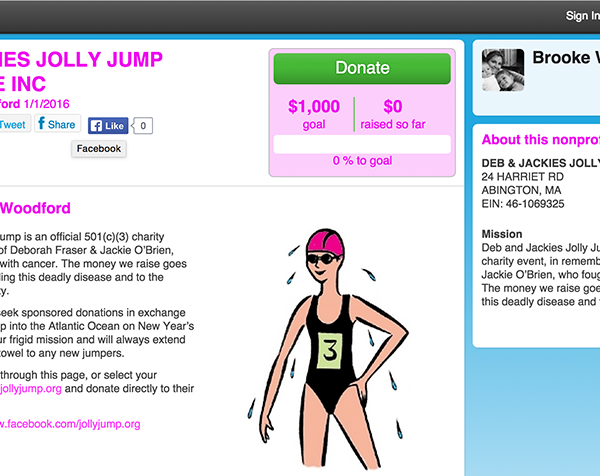 Sign In
IES JOLLY JUMP
E INC
ford 1/1/2016
Tweet
Share
Like
0
Facebook
Donate
$1,000
goal
$0
raised so far
0 % to goal
Brooke W
About this nonprof
DEB & JACKIES JOLLY
24 HARRIET RD
ABINGTON, MA
EIN: 46-1069325
Mission
Deb and Jackies Jolly Ju
charity event, in rememb
Jackie O'Brien, who foug
The money we raise goe
this deadly disease and
Woodford
ump is an official 501(c)(3) charity
of Deborah Fraser & Jackie O'Brien,
with cancer. The money we raise goes
ing this deadly disease and to the
y.
seek sponsored donations in exchange
p into the Atlantic Ocean on New Year's
ur frigid mission and will always extend
towel to any new jumpers.
through this page, or select your
jollyjump.org and donate directly to their
w.facebook.com/jollyjump.org
3